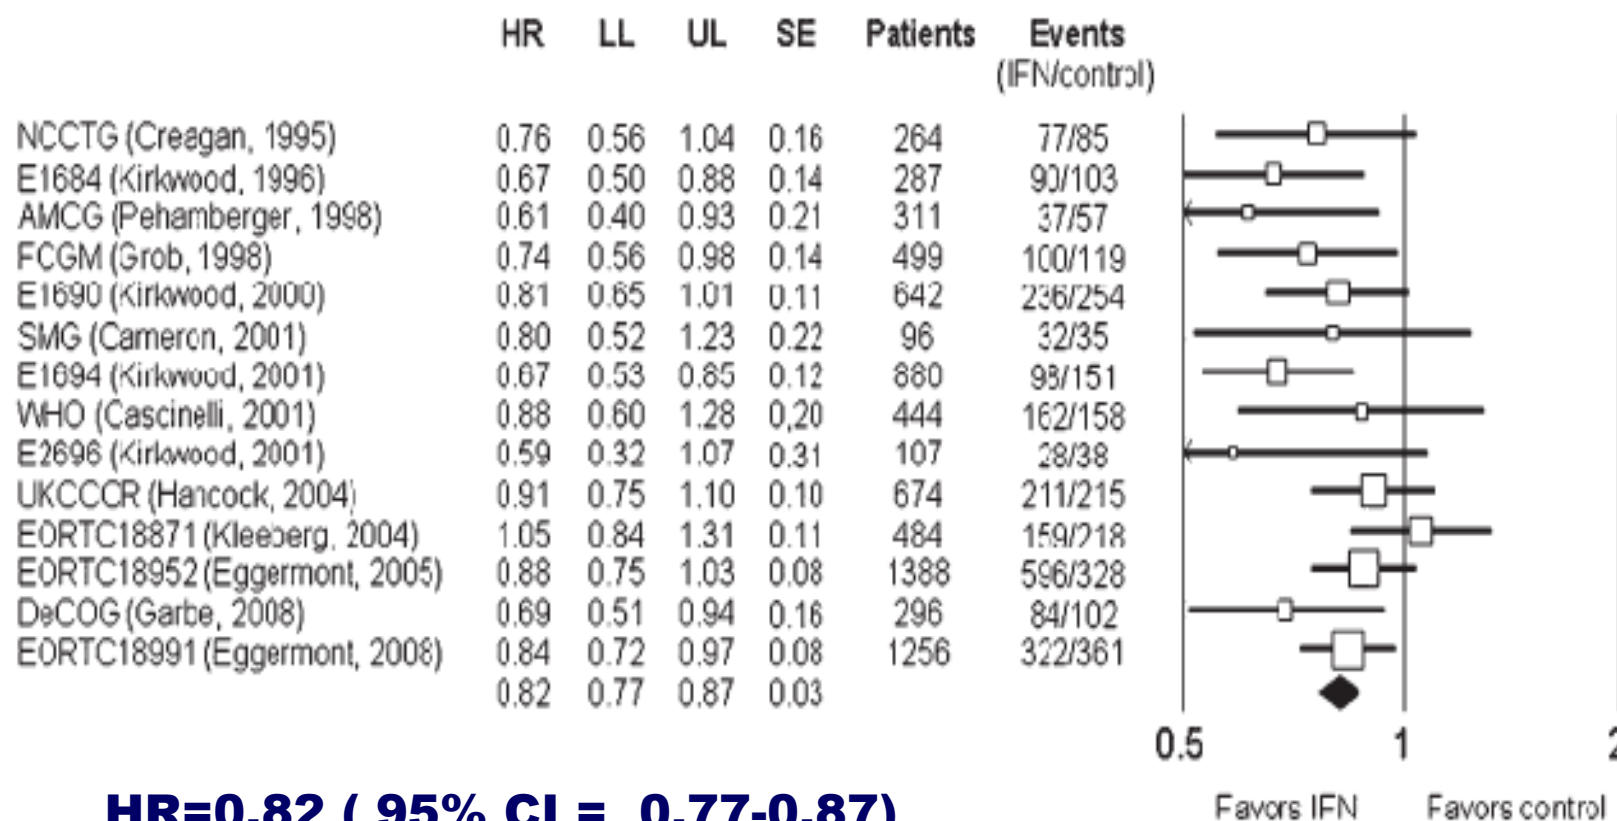 HR LL UL SE Patients Events
(IFN/control)
NCCTG (Creagan, 1995) 0.76 0.56 1.04 0.16 264 77/85
E1684 (Kirkwood, 1996) 0.67 0.50 0.88 0.14 287 90/103
AMCG (Pehamberger, 1998) 0.61 0.40 0.93 0.21 311 37/57
FCGM (Grob, 1998) 0.74 0.56 0.98 0.14 499 100/119
E1690 (Kirkwood, 2000) 0.81 0.65 1.01 0.11 642 236/254
SMG (Cameron, 2001) 0.80 0.52 1.23 0.22 96 32/35
E1694 (Kirkwood, 2001) 0.67 0.53 0.85 0.12 880 98/151
WHO (Cascinelli, 2001) 0.88 0.60 1.28 0,20 444 162/158
E2696 (Kirkwood, 2001) 0.59 0.32 1.07 0.31 107 28/38
UKCCCR (Hancock, 2004) 0.91 0.75 1.10 0.10 674 211/215
EORTC18871 (Kleeberg, 2004) 1.05 0.84 1.31 0.11 484 159/218
EORTC18952 (Eggermont, 2005) 0.88 0.75 1.03 0.08 1388 596/328
DeCOG (Garbe, 2008) 0.69 0.51 0.94 0.16 296 84/102
EORTC18991 (Eggermont, 2008) 0.84 0.72 0.97 0.08 1256 322/361
0.82 0.77 0.87 0.03
0.5 1 2
Favors IFN Favors control
HR=0.82 ( 95% CI = 0.77-0.87)